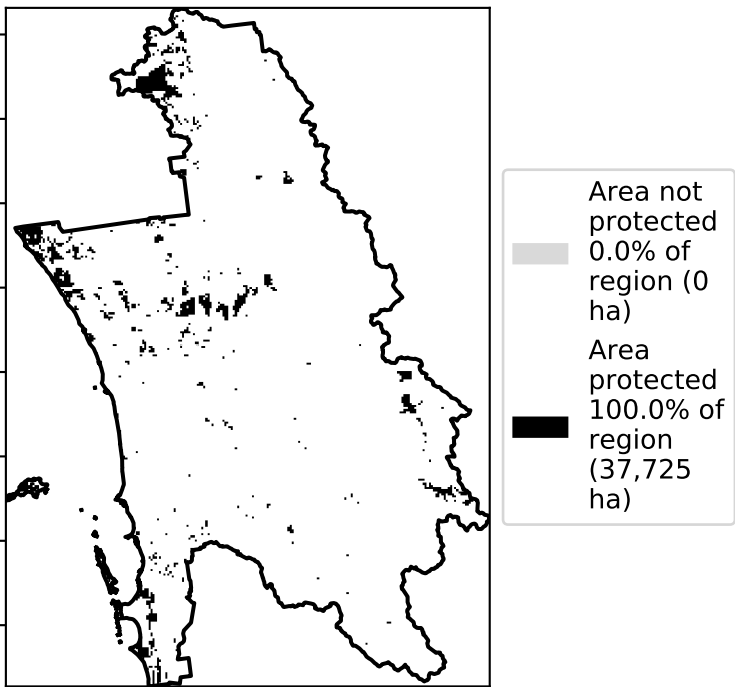 Area not
protected
0.0% of
region (0
ha)
Area
protected
100.0% of
region
(37,725
ha)